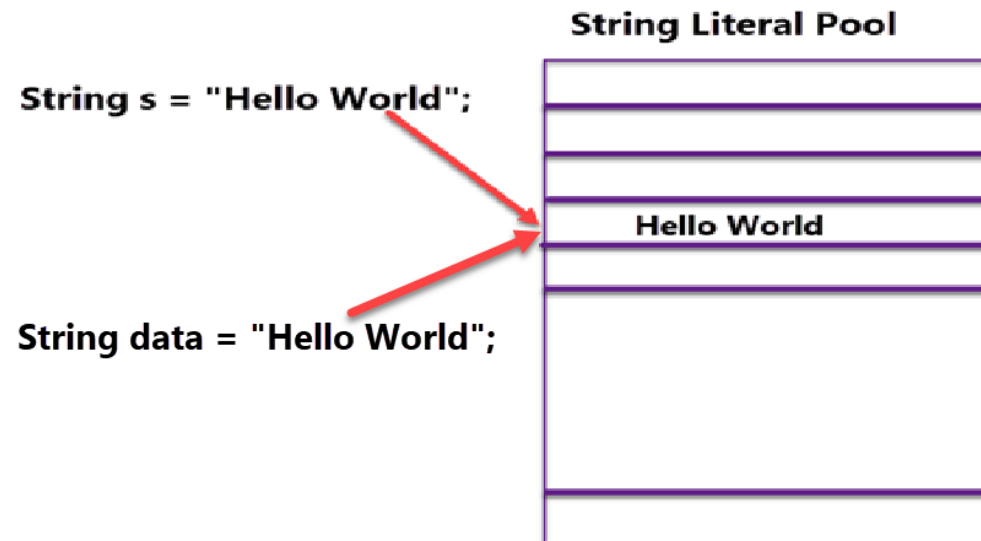 String Literal Pool
String s = "Hello World";
Hello World
String data = "Hello World";